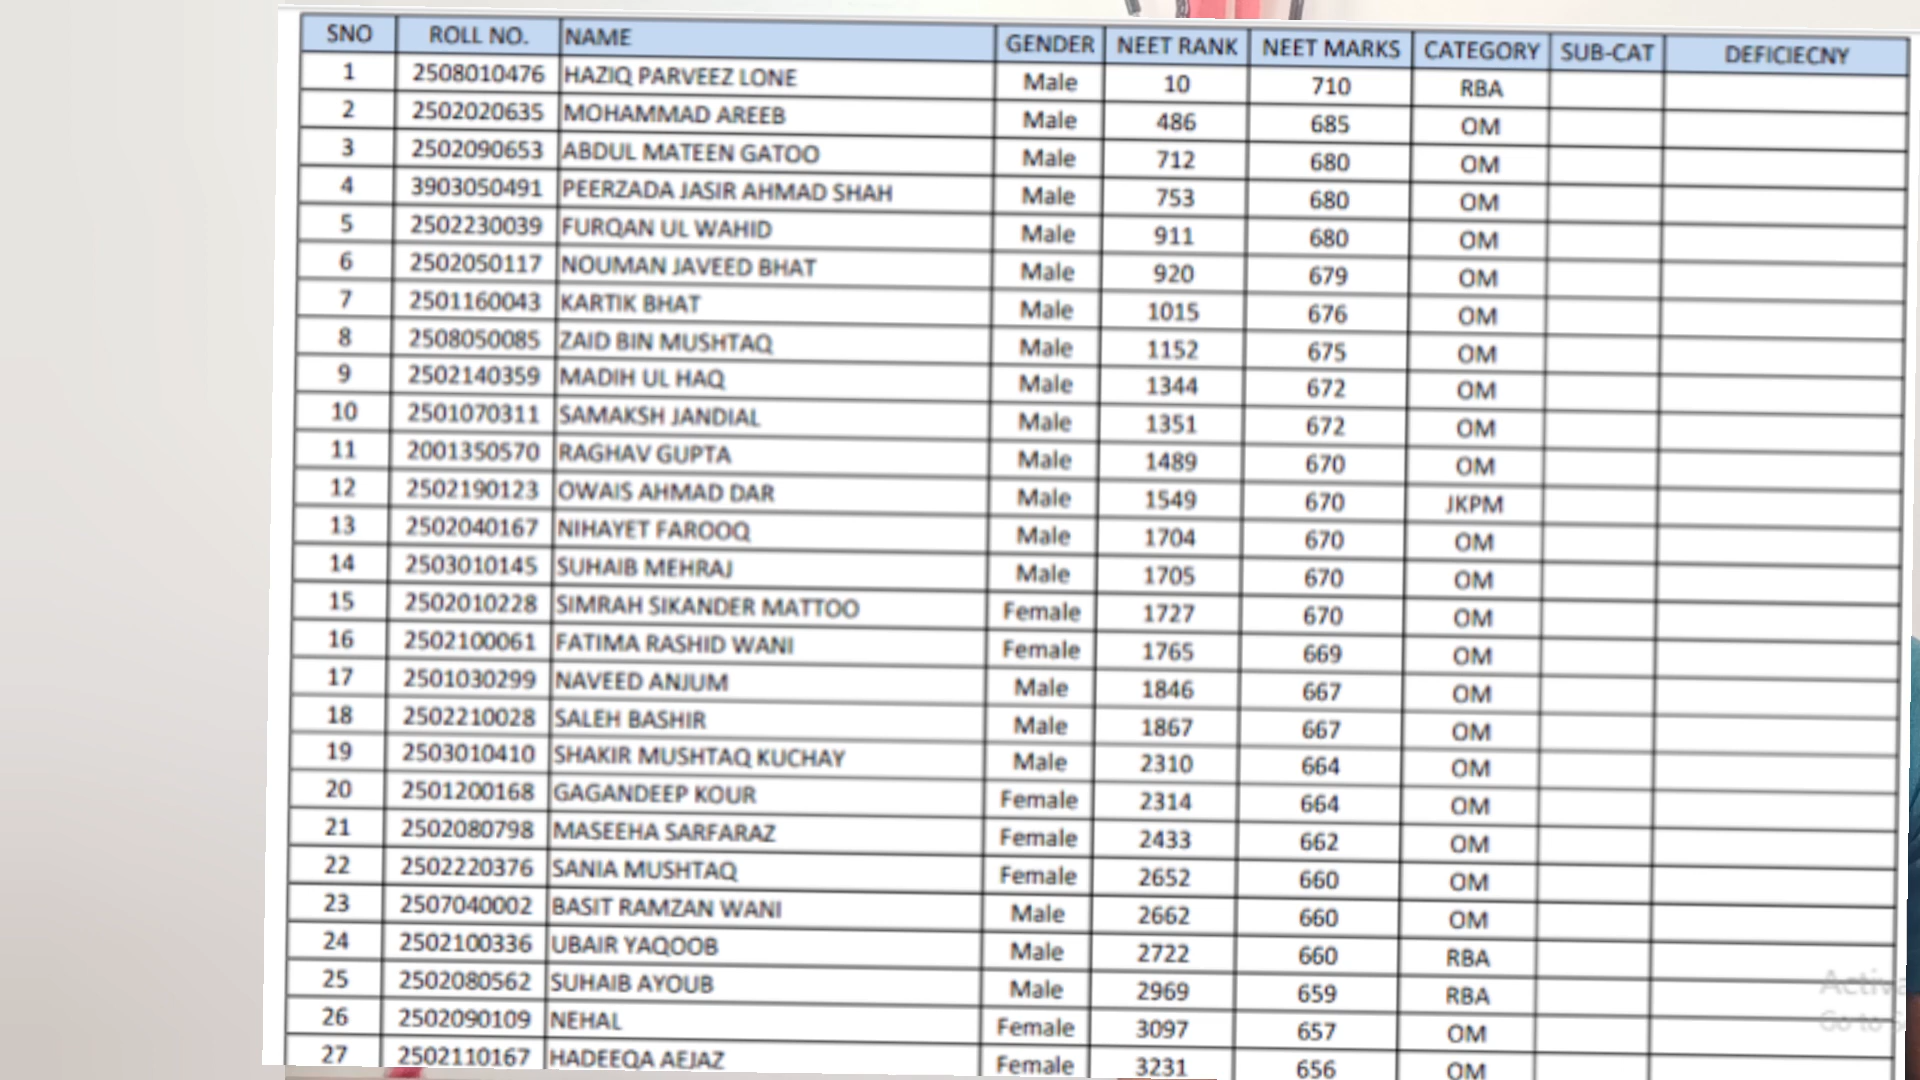 SNO ROLL NO. NAME GENDER NEET RANK NEET MARKS CATEGORY SUB-CAT DEFICIECNY
1 2508010476 HAZIQ PARVEEZ LONE Male 10 710 RBA
2 2502020635 MOHAMMAD AREEB Male 486 685 OM
3 2502090653 ABDUL MATEEN GATOO Male 712 680 OM
4 3903050491 PEERZADA JASIR AHMAD SHAH Male 753 680 OM
5 2502230039 FURQAN UL WAHID Male 911 680 OM
6 2502050117 NOUMAN JAVEED BHAT Male 920 679 OM
7 2501160043 KARTIK BHAT Male 1015 676 OM
8 2508050085 ZAID BIN MUSHTAQ Male 1152 675 OM
9 2502140359 MADIH UL HAQ Male 1344 672 OM
10 2501070311 SAMAKSH JANDIAL Male 1351 672 OM
11 2001350570 RAGHAV GUPTA Male 1489 670 OM
12 2502190123 OWAIS AHMAD DAR Male 1549 670 JKPM
13 2502040167 NIHAYET FAROOQ Male 1704 670 OM
14 2503010145 SUHAIB MEHRAJ Male 1705 670 OM
15 2502010228 SIMRAH SIKANDER MATTOO Female 1727 670 OM
16 2502100061 FATIMA RASHID WANI Female 1765 669 OM
17 2501030299 NAVEED ANJUM Male 1846 667 OM
18 2502210028 SALEH BASHIR Male 1867 667 OM
19 2503010410 SHAKIR MUSHTAQ KUCHAY Male 2310 664 OM
20 2501200168 GAGANDEEP KOUR Female 2314 664 OM
21 2502080798 MASEEHA SARFARAZ Female 2433 662 OM
22 2502220376 SANIA MUSHTAQ Female 2652 660 OM
23 2507040002 BASIT RAMZAN WANI Male 2662 660 OM
24 2502100336 UBAIR YAQOOB Male 2722 660 RBA
25 2502080562 SUHAIB AYOUB Male 2969 659 RBA
26 2502090109 NEHAL Female 3097 657 OM
27 2502110167 HADEEQA AEJAZ Female 3231 656 OM
Go to